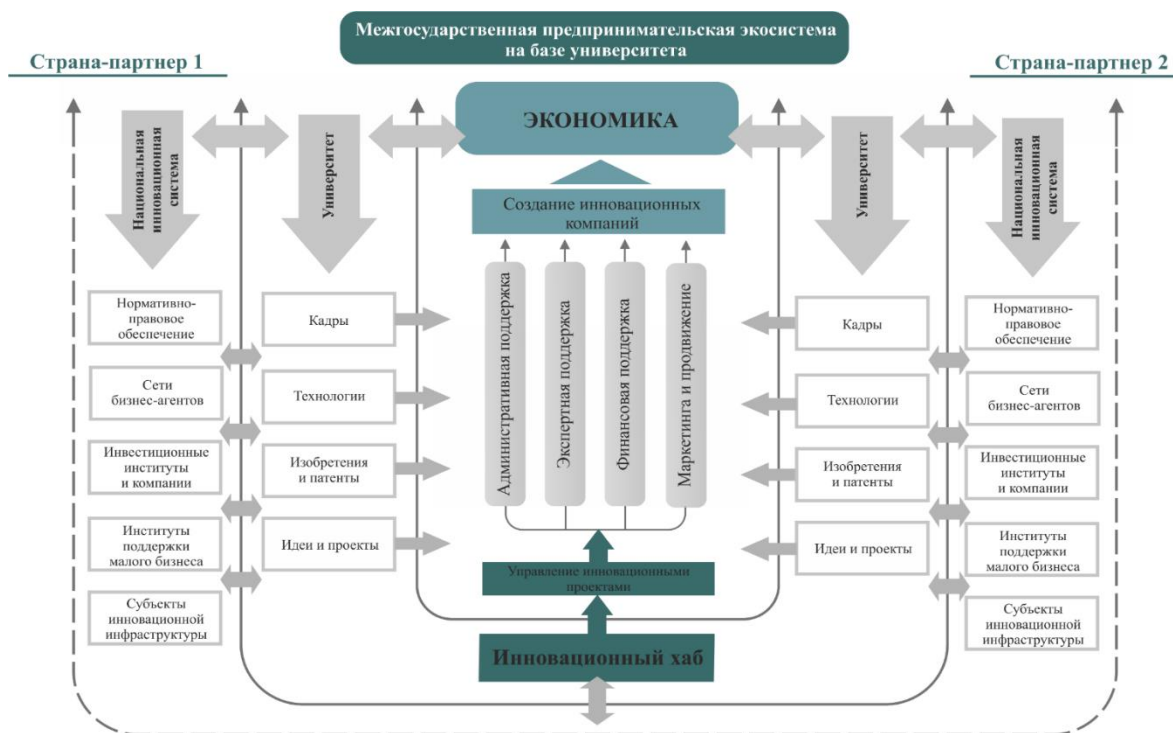 Межгосударственная предпринимательская экосистема
на базе университета
Страна-партнер 1
Страна-партнер 2
ЭКОНОМИКА
Национальная
инновационная
система
Университет
Университет
Национальная
инновационная
система
Создание инновационных
компаний
Административная поддержка
Экспертная поддержка
Финансовая поддержка
Маркетинга и продвижение
Нормативно-
правовое
обеспечение
Сети
бизнес-агентов
Инвестиционные
институты
и компании
Институты
поддержки
малого бизнеса
Субъекты
инновационной
инфраструктуры
Кадры
Технологии
Изобретения
и патенты
Идеи и проекты
Кадры
Технологии
Изобретения
и патенты
Идеи и проекты
Нормативно-
правовое
обеспечение
Сети
бизнес-агентов
Инвестиционные
институты
и компании
Институты
поддержки
малого бизнеса
Субъекты
инновационной
инфраструктуры
Управление инновационными
проектами
Инновационный хаб